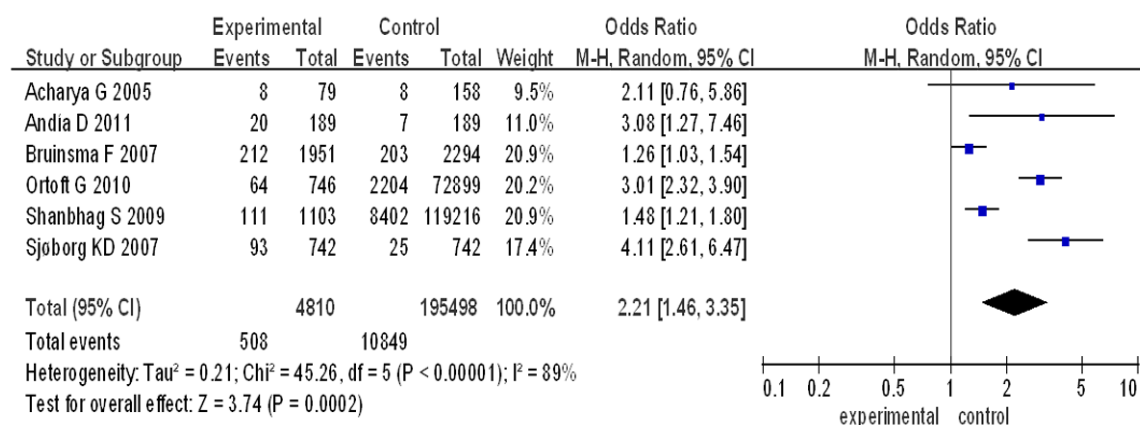 Experimental Control Odds Ratio Odds Ratio
Study or Subgroup Events Total Events Total Weight M-H, Random, 95% CI M-H, Random, 95% CI
Acharya G 2005 8 79 8 158 9.5% 2.11 [0.76, 5.86]
Andía D 2011 20 189 7 189 11.0% 3.08 [1.27, 7.46]
Bruinsma F 2007 212 1951 203 2294 20.9% 1.26 [1.03, 1.54]
Ortoft G 2010 64 746 2204 72899 20.2% 3.01 [2.32, 3.90]
Shanbhag S 2009 111 1103 8402 119216 20.9% 1.48 [1.21, 1.80]
Sjøborg KD 2007 93 742 25 742 17.4% 4.11 [2.61, 6.47]
Total (95% CI) 4810 195498 100.0% 2.21 [1.46, 3.35]
Total events 508 10849
Heterogeneity: Tau² = 0.21; Chi² = 45.26, df = 5 (P < 0.00001); I² = 89%
Test for overall effect: Z = 3.74 (P = 0.0002)
0.1 0.2 0.5 1 2 5 10
experimental control